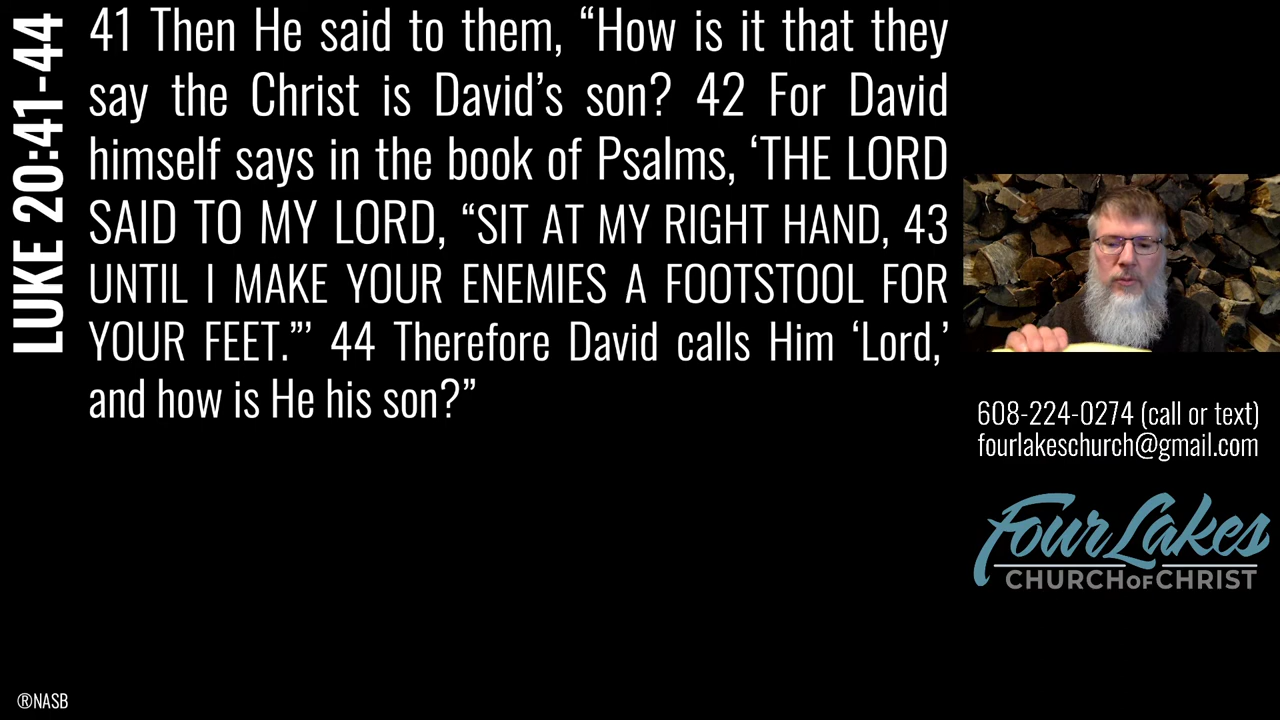 LUKE 20:41-44
41 Then He said to them, “How is it that they
say the Christ is David’s son? 42 For David
himself says in the book of Psalms, ‘THE LORD
SAID TO MY LORD, “SIT AT MY RIGHT HAND, 43
UNTIL I MAKE YOUR ENEMIES A FOOTSTOOL FOR
YOUR FEET.”’ 44 Therefore David calls Him ‘Lord,’
and how is He his son?”
608-224-0274 (call or text)
fourlakeschurch@gmail.com
Four Lakes
CHURCH OF CHRIST
®NASB